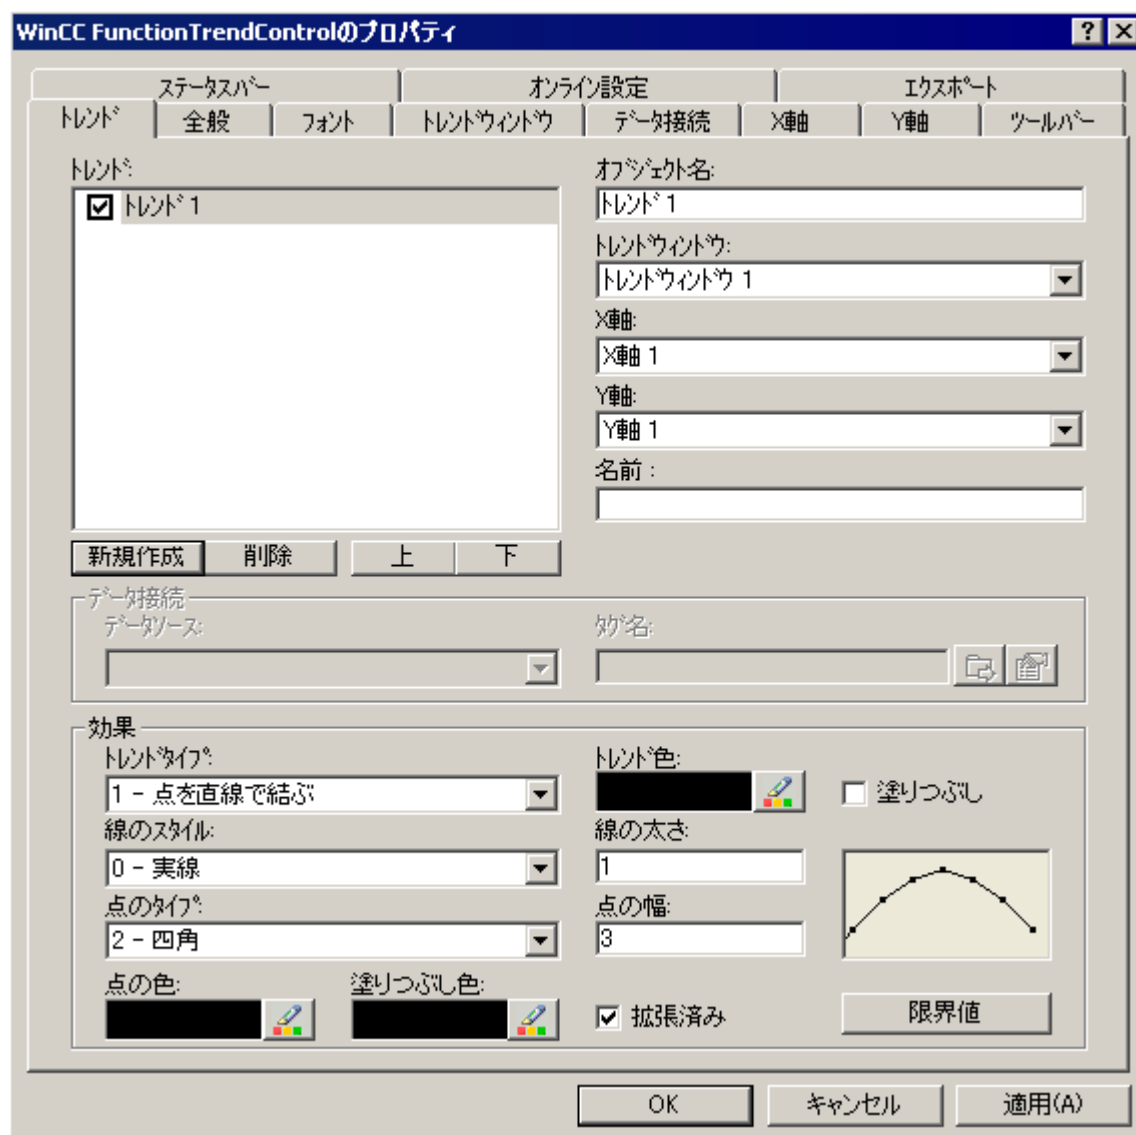 WinCC FunctionTrendControlのプロパティ
ステータスバー オンライン設定 エクスポート
トレンド 全般 フォント トレンドウィンドウ データ接続 X軸 Y軸 ツールバー
トレンド:
トレンド 1
オブジェクト名:
トレンド 1
トレンドウィンドウ:
トレンドウィンドウ 1
X軸:
X軸 1
Y軸:
Y軸 1
名前 :
新規作成 削除 上 下
データ接続
データソース: タグ名:
効果
トレンドタイプ: トレンド色:
1 - 点を直線で結ぶ 塗りつぶし
線のスタイル: 線の太さ:
0 - 実線 1
点のタイプ: 点の幅:
2 - 四角 3
点の色: 塗りつぶし色:
拡張済み 限界値
OK キャンセル 適用(A)